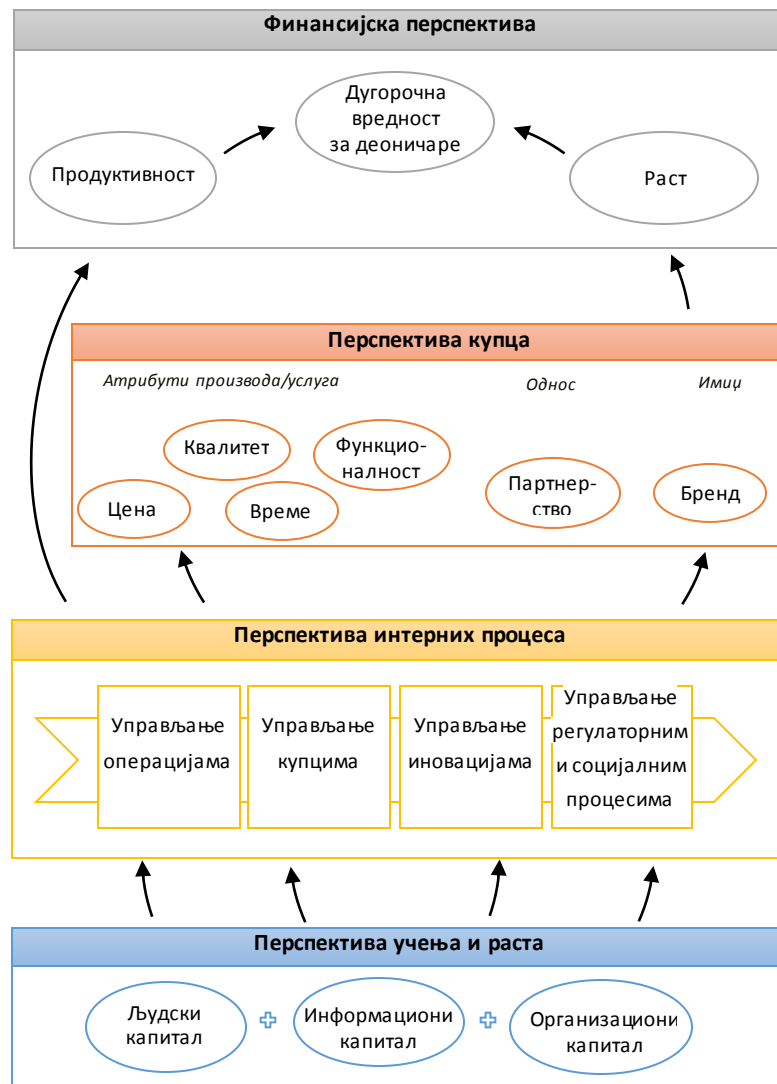 Финансијска перспектива
Дугорочна
вредност
за деоничаре
Продуктивност
Раст
Перспектива купца
Атрибути производа/услуга
Однос
Имиџ
Квалитет
Функцио-
налност
Цена
Време
Партнер-
ство
Бренд
Перспектива интерних процеса
Управљање
операцијама
Управљање
купцима
Управљање
иновацијама
Управљање
регулаторним
и социјалним
процесима
Перспектива учења и раста
Људски
капитал
Информациони
капитал
Организациони
капитал